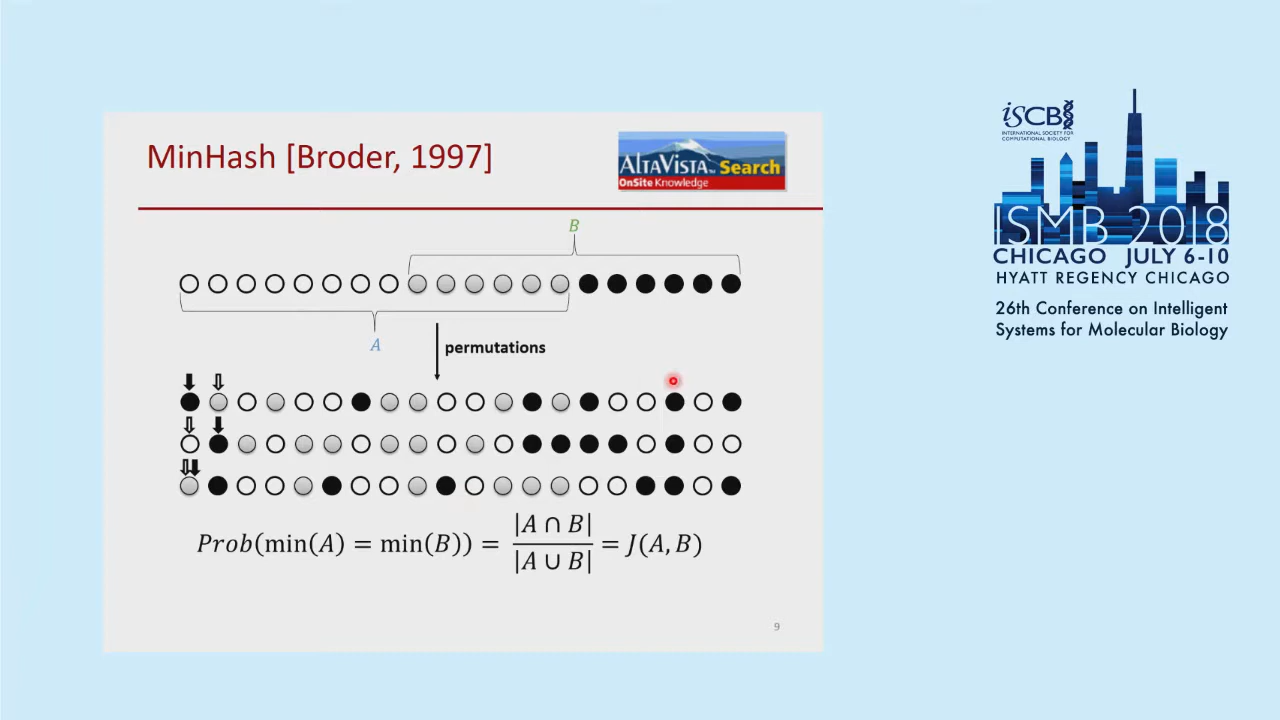 MinHash [Broder, 1997]
ALTAVISTA™ Search
OnSite Knowledge
B
A
permutations
Prob(min(A) = min(B)) = |A ∩ B| / |A ∪ B| = J(A, B)
9
iSCB
INTERNATIONAL SOCIETY FOR
COMPUTATIONAL BIOLOGY
ISMB 2018
CHICAGO JULY 6-10
HYATT REGENCY CHICAGO
26th Conference on Intelligent
Systems for Molecular Biology